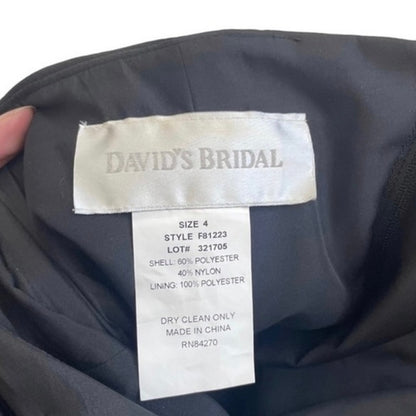 DAVID'S BRIDAL
SIZE 4
STYLE F81223
LOT# 321705
SHELL: 60% POLYESTER
40% NYLON
LINING: 100% POLYESTER
DRY CLEAN ONLY
MADE IN CHINA
RN84270